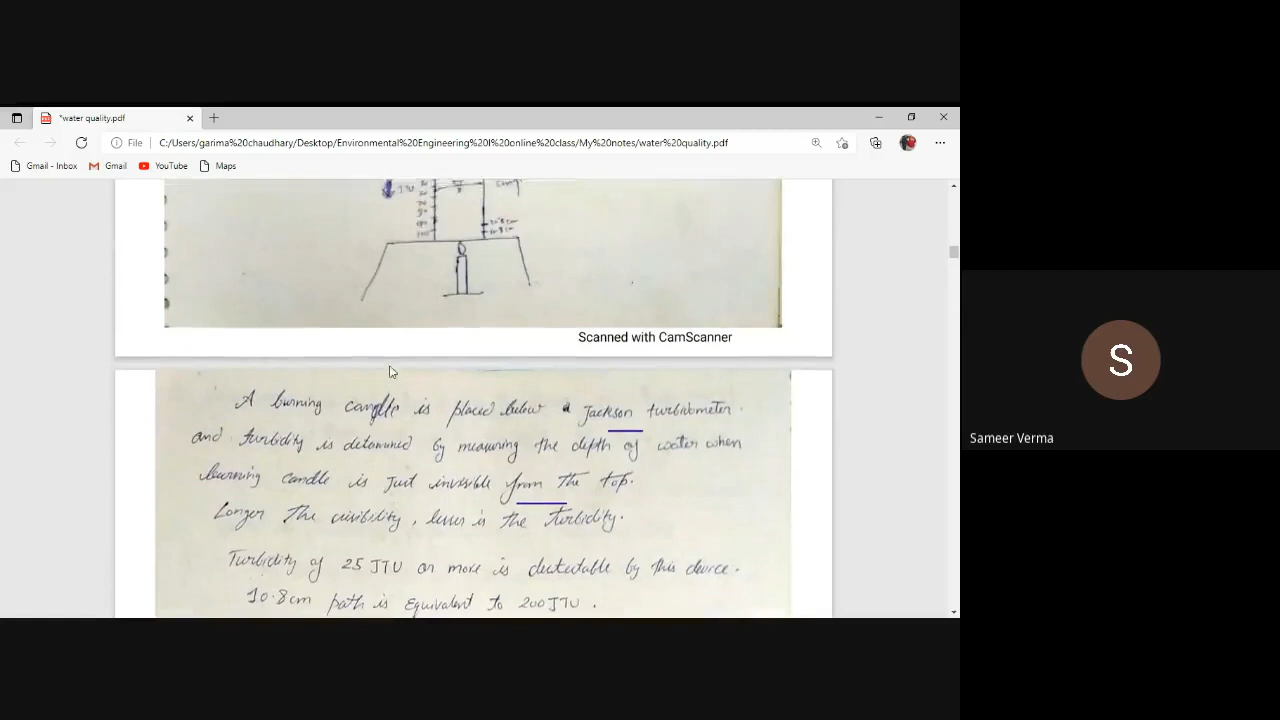 *water quality.pdf
File C:/Users/garima%20chaudhary/Desktop/Environmental%20Engineering%20I%20online%20class/My%20notes/water%20quality.pdf
Gmail - Inbox Gmail YouTube Maps
JTU
Scanned with CamScanner
A burning candle is placed below a Jackson turbidometer.
and turbidity is determined by measuring the depth of water when
burning candle is just invisible from the top.
Longer The visibility, lesser is the Turbidity.
Turbidity of 25 JTU or more is detectable by this device.
10.8cm path is equivalent to 200 JTU.
S
Sameer Verma